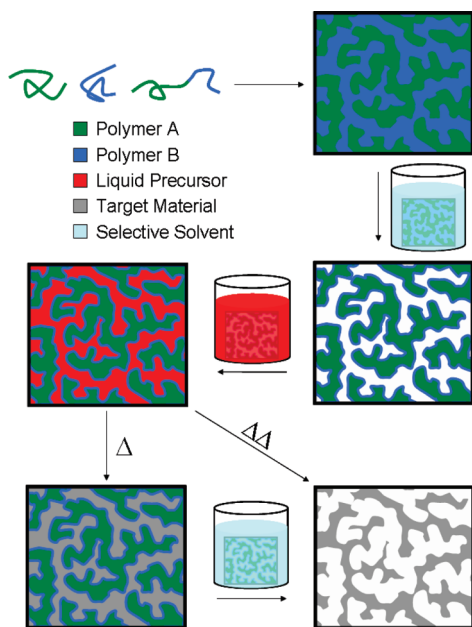 Polymer A
Polymer B
Liquid Precursor
Target Material
Selective Solvent
Δ
ΔΔ